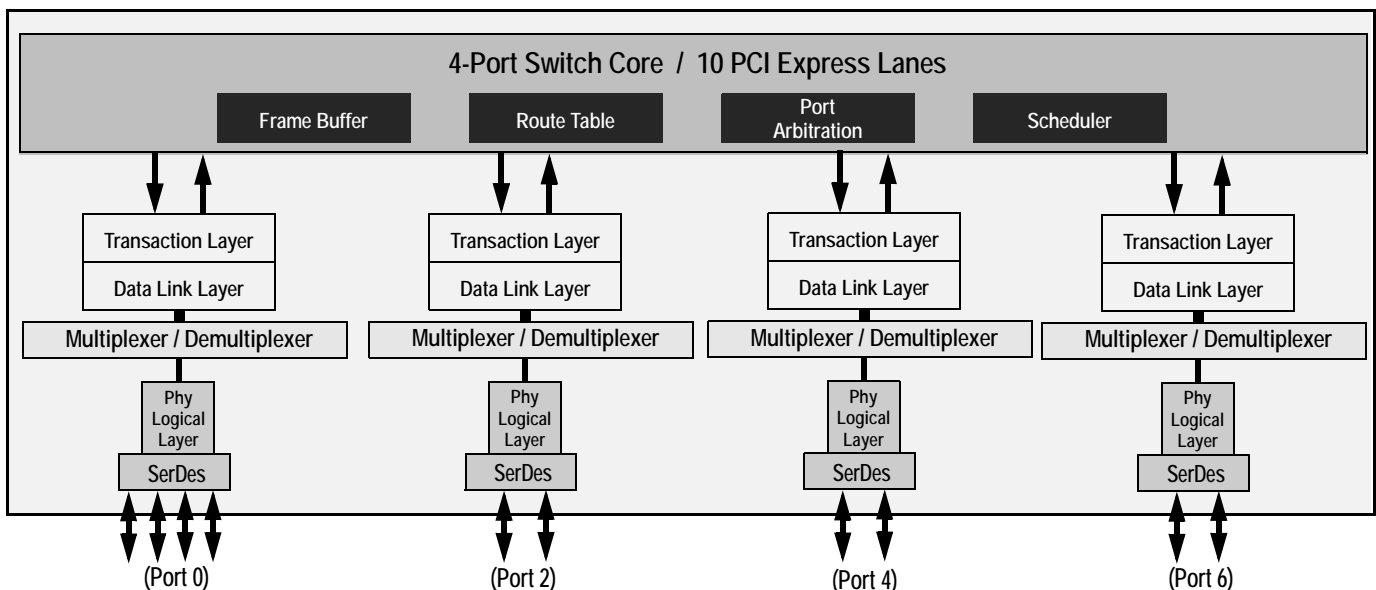 4-Port Switch Core / 10 PCI Express Lanes
Frame Buffer
Route Table
Port
Arbitration
Scheduler
Transaction Layer
Data Link Layer
Multiplexer / Demultiplexer
Phy
Logical
Layer
SerDes
(Port 0)
Transaction Layer
Data Link Layer
Multiplexer / Demultiplexer
Phy
Logical
Layer
SerDes
(Port 2)
Transaction Layer
Data Link Layer
Multiplexer / Demultiplexer
Phy
Logical
Layer
SerDes
(Port 4)
Transaction Layer
Data Link Layer
Multiplexer / Demultiplexer
Phy
Logical
Layer
SerDes
(Port 6)